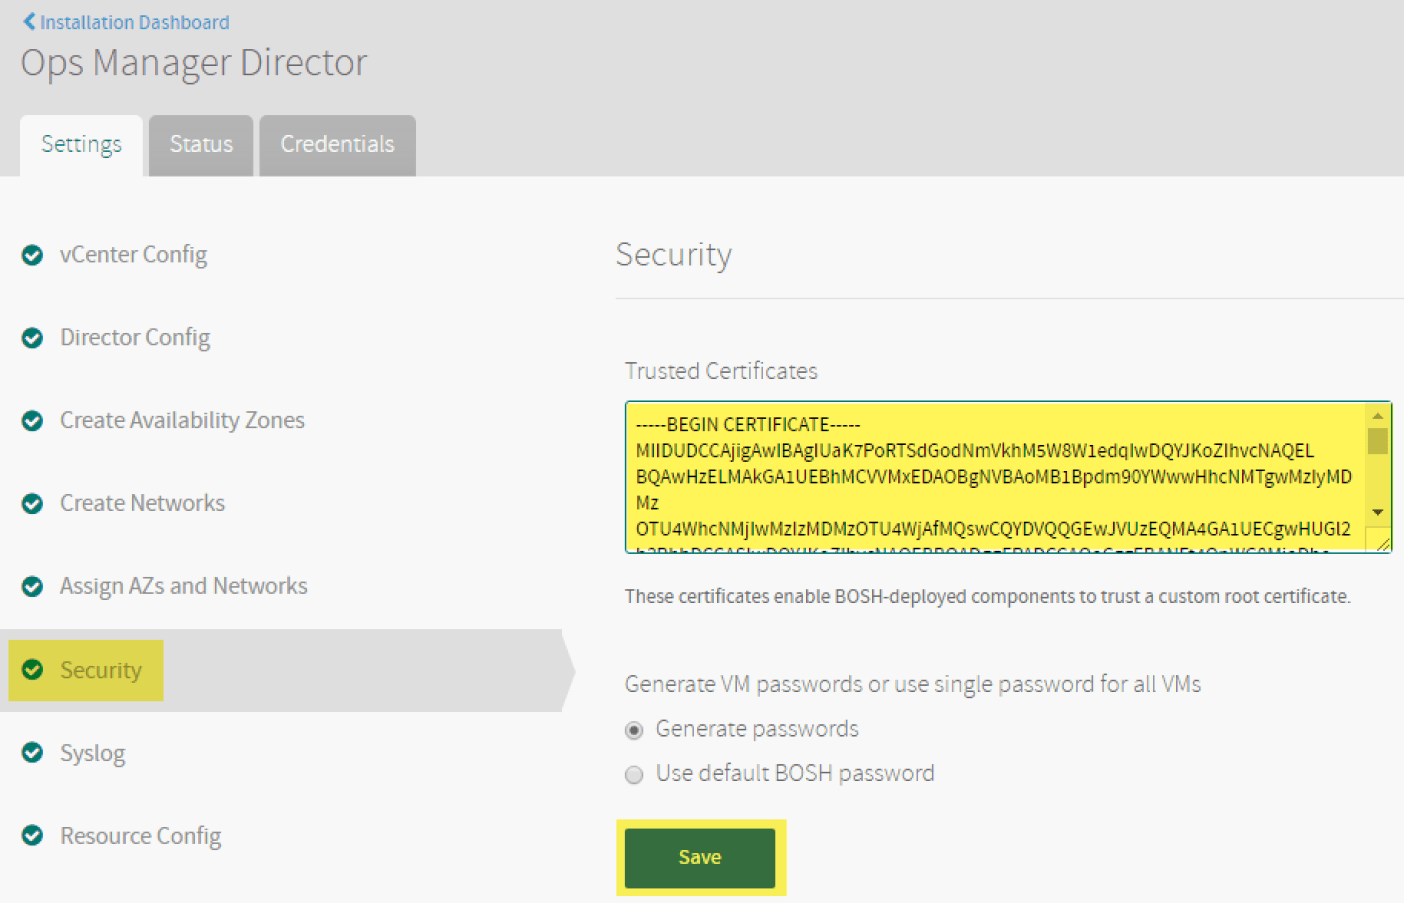 Installation Dashboard
Ops Manager Director
Settings
Status
Credentials
vCenter Config
Director Config
Create Availability Zones
Create Networks
Assign AZs and Networks
Security
Syslog
Resource Config
Security
Trusted Certificates
-----BEGIN CERTIFICATE-----
MIIDUDCCAjigAwIBAgIUaK7PoRTSdGodNmVkhM5W8W1edqIwDQYJKoZIhvcNAQEL
BQAwHzELMAkGA1UEBhMCVVMxEDAOBgNVBAoMB1Bpdm90YWwwHhcNMTgwMzIyMD
Mz
OTU4WhcNMjIwMzIzMDMzOTU4WjAfMQswCQYDVQQGEwJVUzEQMA4GA1UECgwHUGl2
These certificates enable BOSH-deployed components to trust a custom root certificate.
Generate VM passwords or use single password for all VMs
Generate passwords
Use default BOSH password
Save